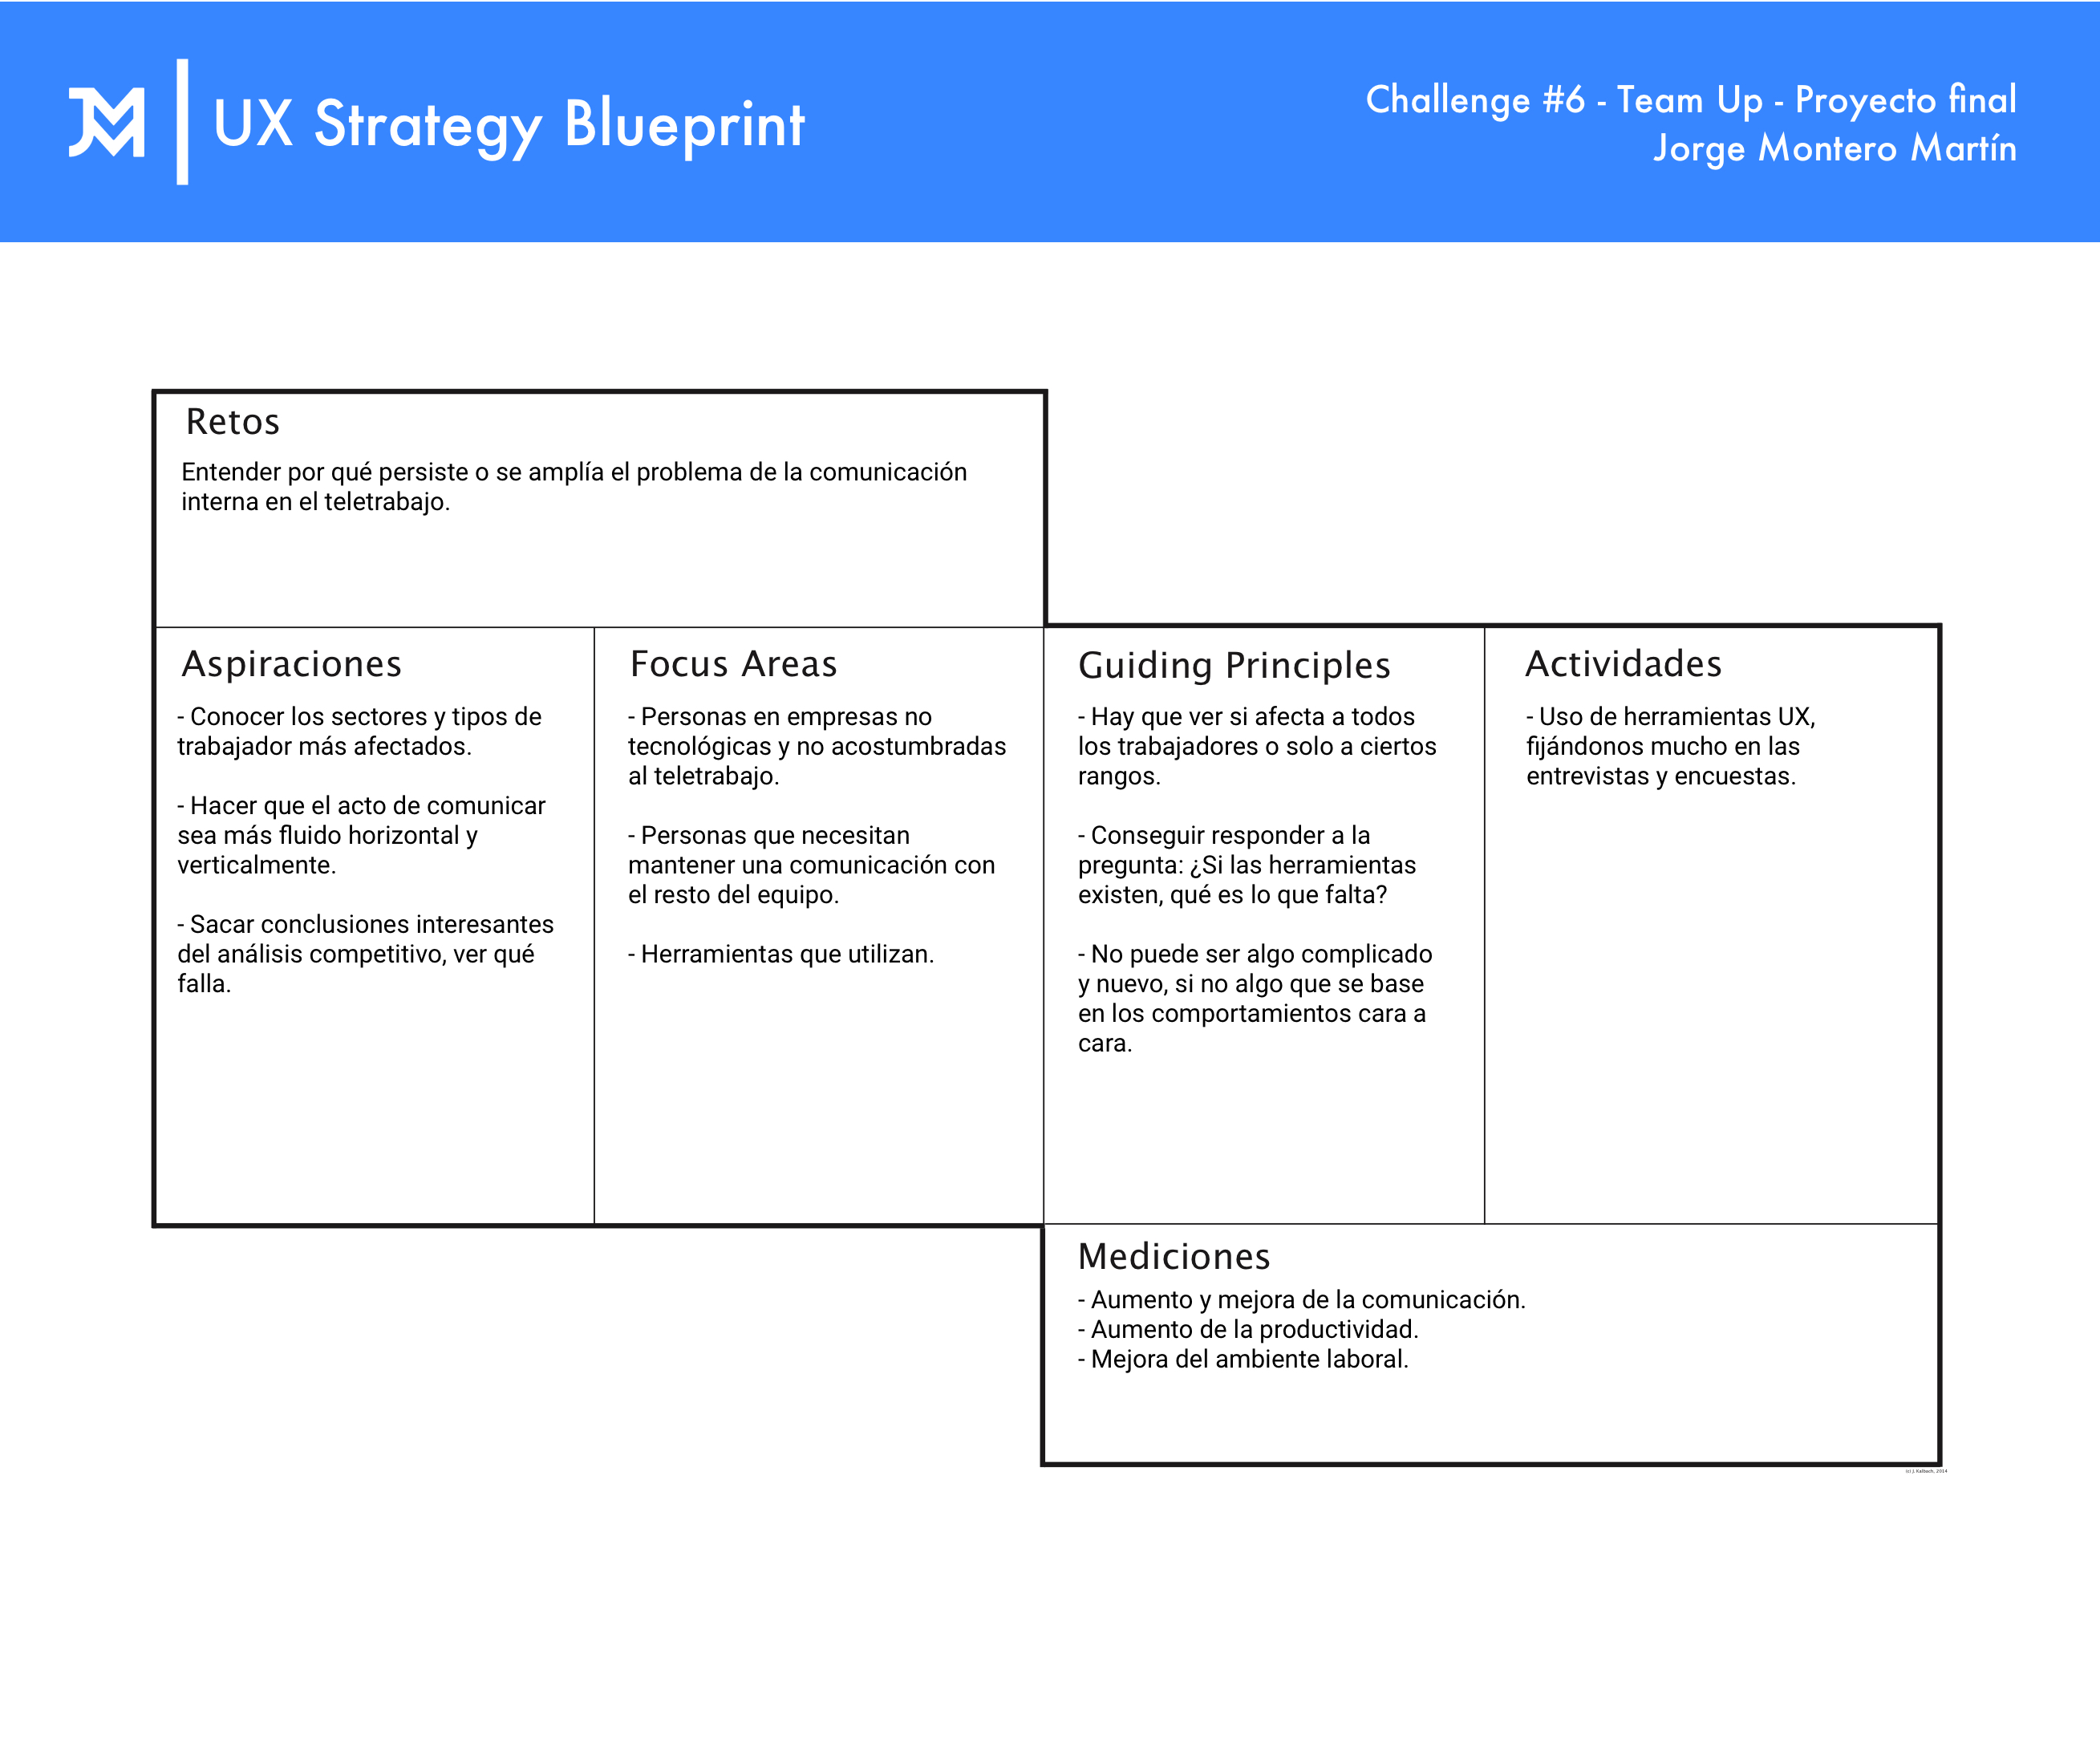 JM
UX Strategy Blueprint
Challenge #6 - Team Up - Proyecto final
Jorge Montero Martín
Retos
Entender por qué persiste o se amplía el problema de la comunicación
interna en el teletrabajo.
Aspiraciones
- Conocer los sectores y tipos de
trabajador más afectados.
- Hacer que el acto de comunicar
sea más fluido horizontal y
verticalmente.
- Sacar conclusiones interesantes
del análisis competitivo, ver qué
falla.
Focus Areas
- Personas en empresas no
tecnológicas y no acostumbradas
al teletrabajo.
- Personas que necesitan
mantener una comunicación con
el resto del equipo.
- Herramientas que utilizan.
Guiding Principles
- Hay que ver si afecta a todos
los trabajadores o solo a ciertos
rangos.
- Conseguir responder a la
pregunta: ¿Si las herramientas
existen, qué es lo que falta?
- No puede ser algo complicado
y nuevo, si no algo que se base
en los comportamientos cara a
cara.
Actividades
- Uso de herramientas UX,
fijándonos mucho en las
entrevistas y encuestas.
Mediciones
- Aumento y mejora de la comunicación.
- Aumento de la productividad.
- Mejora del ambiente laboral.
(c) J. Kalbach, 2014